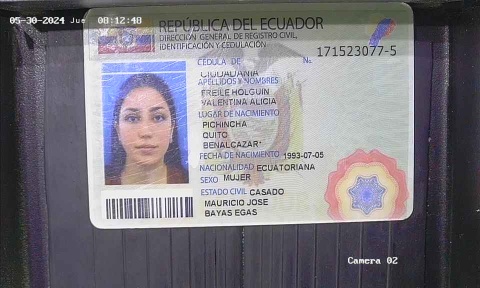 05-30-2024 Jue 08:12:48
REPÚBLICA DEL ECUADOR
DIRECCIÓN GENERAL DE REGISTRO CIVIL,
IDENTIFICACIÓN Y CEDULACIÓN
CÉDULA DE No. 171523077-5
CIUDADANÍA
APELLIDOS Y NOMBRES
FREILE HOLGUIN
VALENTINA ALICIA
LUGAR DE NACIMIENTO
PICHINCHA
QUITO
BENALCAZAR*
FECHA DE NACIMIENTO 1993-07-05
NACIONALIDAD ECUATORIANA
SEXO MUJER
ESTADO CIVIL CASADO
MAURICIO JOSE
BAYAS EGAS
Camera 02